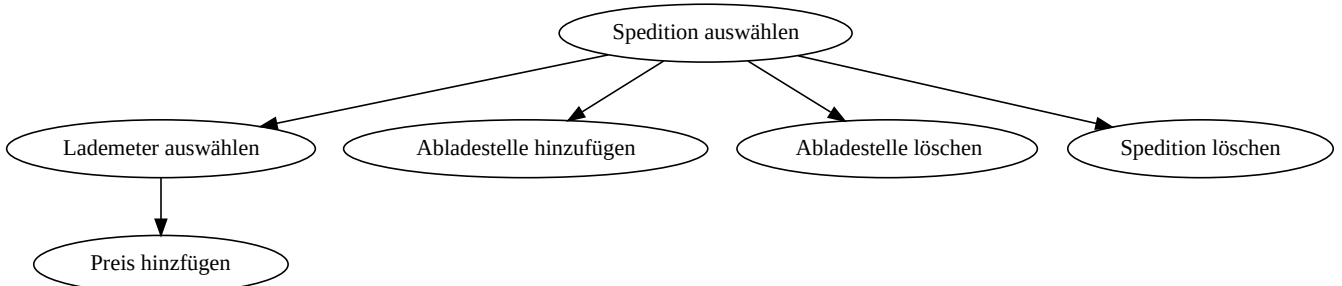 Spedition auswählen
Lademeter auswählen
Abladestelle hinzufügen
Abladestelle löschen
Spedition löschen
Preis hinzfügen